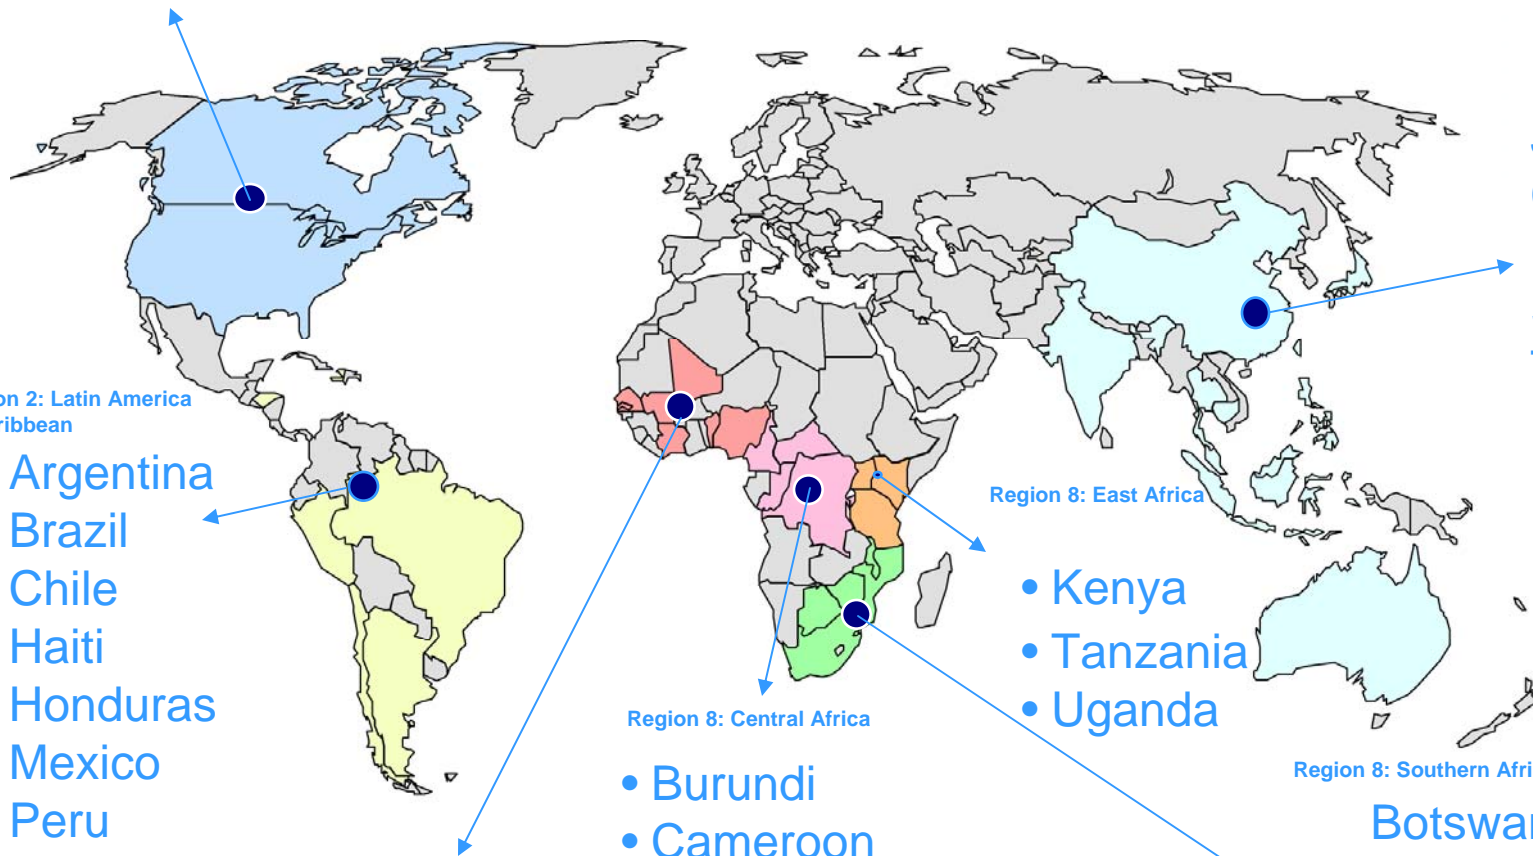 on 2: Latin America
ribbean
Argentina
Brazil
Chile
Haiti
Honduras
Mexico
Peru
Region 8: Central Africa
• Burundi
• Cameroon
Region 8: East Africa
• Kenya
• Tanzania
• Uganda
Region 8: Southern Afri
Botswan